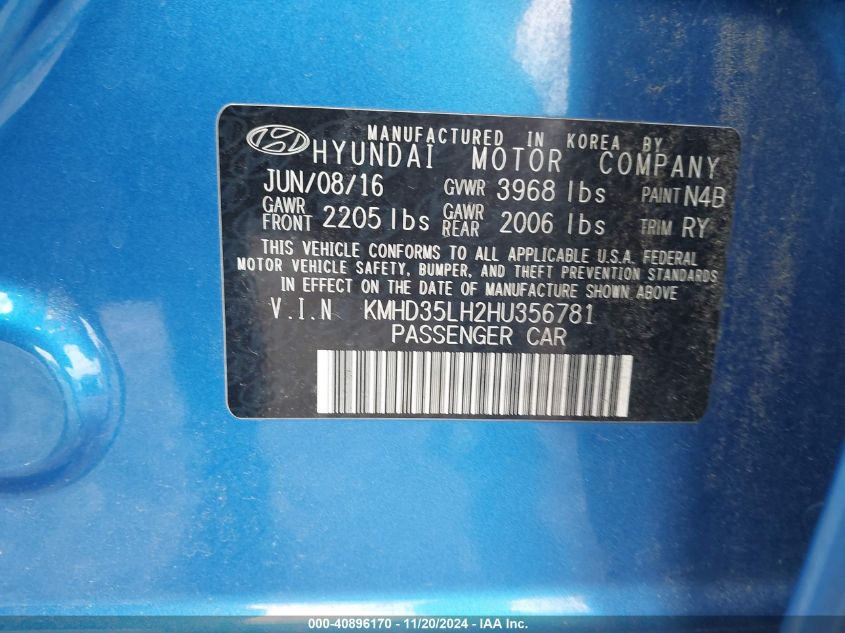 MANUFACTURED IN KOREA BY
HYUNDAI MOTOR COMPANY
JUN/08/16 GVWR 3968 lbs PAINT N4B
GAWR FRONT 2205 lbs GAWR REAR 2006 lbs TRIM RY
THIS VEHICLE CONFORMS TO ALL APPLICABLE U.S.A. FEDERAL
MOTOR VEHICLE SAFETY, BUMPER, AND THEFT PREVENTION STANDARDS
IN EFFECT ON THE DATE OF MANUFACTURE SHOWN ABOVE
V.I.N KMHD35LH2HU356781
PASSENGER CAR
000-40896170 - 11/20/2024 - IAA Inc.